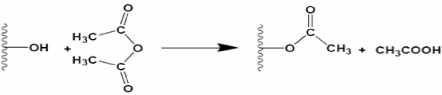 OH + H₃C C O O H₃C C O
O C O CH₃ + CH₃COOH